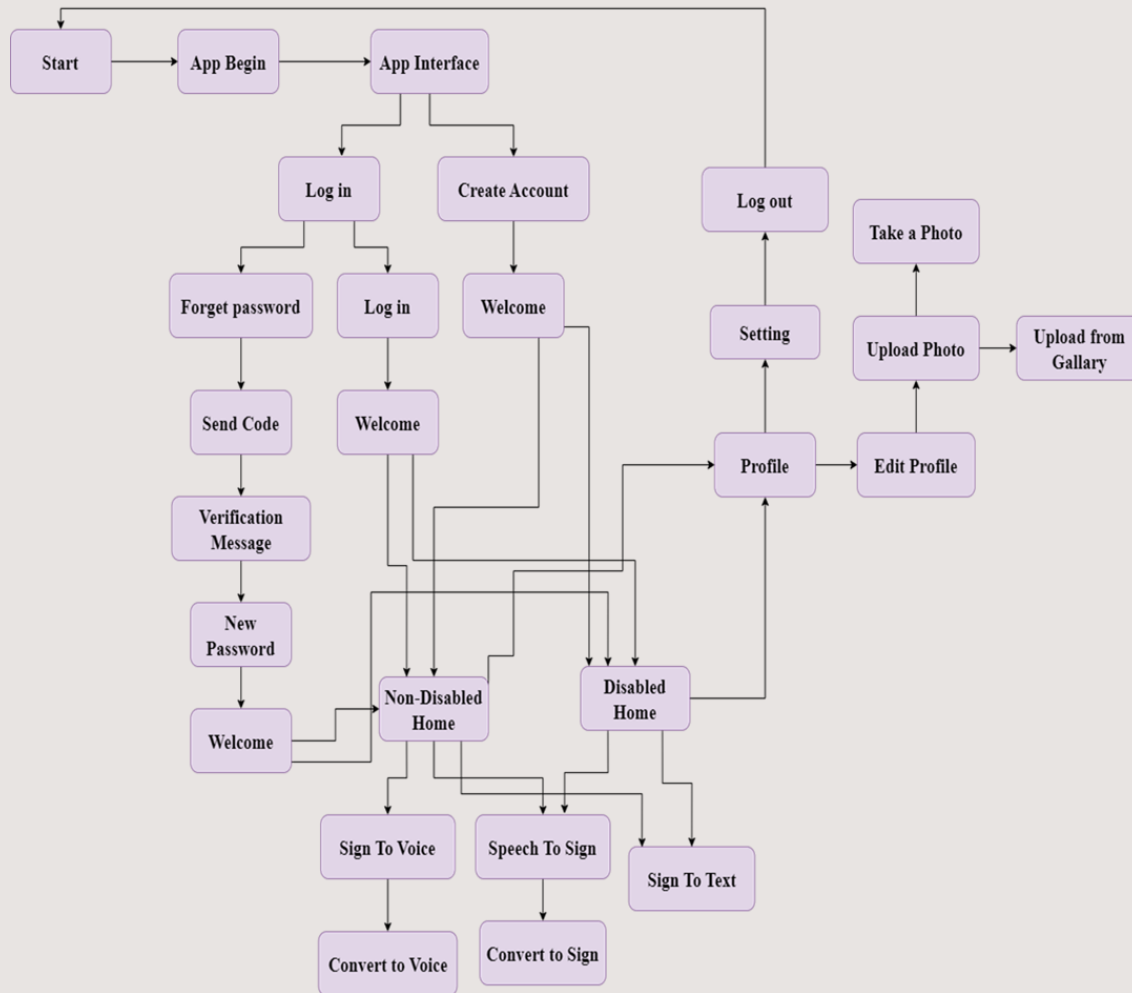 Start
App Begin
App Interface
Log in
Create Account
Log out
Take a Photo
Forget password
Log in
Welcome
Setting
Upload Photo
Upload from
Gallary
Send Code
Welcome
Profile
Edit Profile
Verification
Message
New
Password
Welcome
Non-Disabled
Home
Disabled
Home
Sign To Voice
Speech To Sign
Sign To Text
Convert to Voice
Convert to Sign